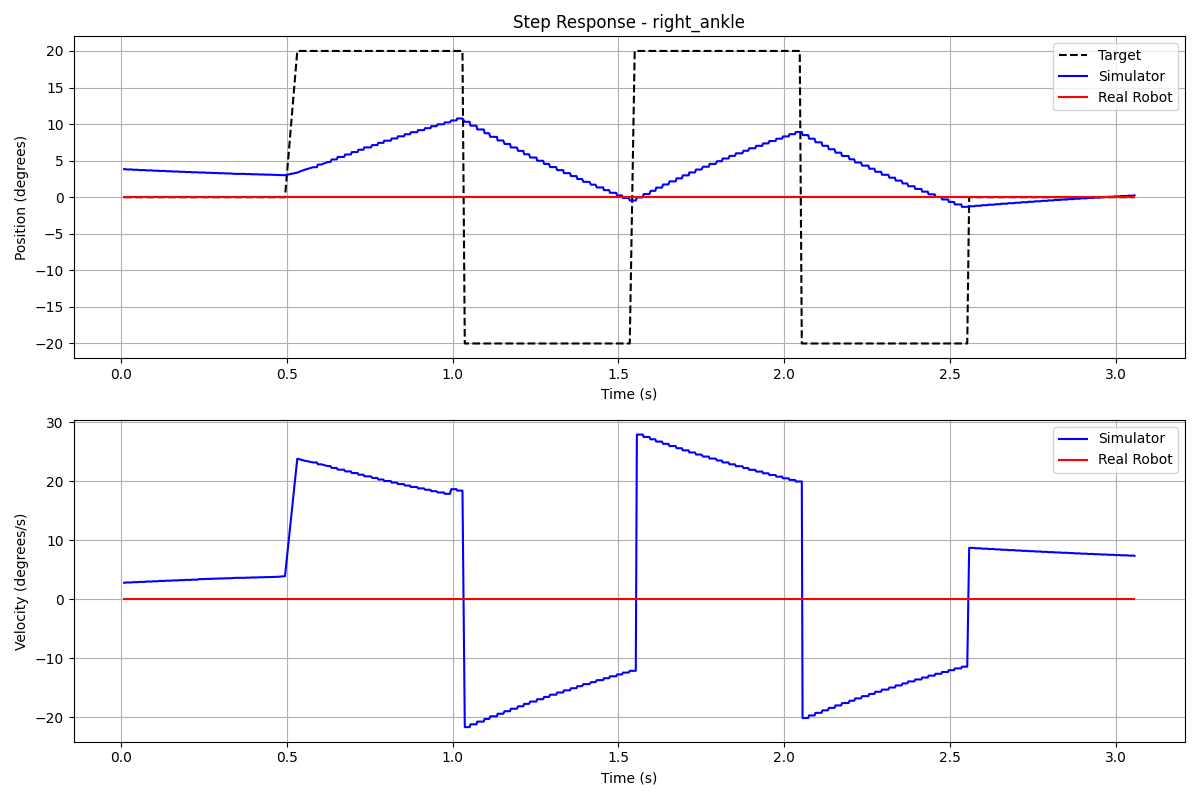 Step Response - right_ankle
Position (degrees)
20
15
10
5
0
−5
−10
−15
−20
Target
Simulator
Real Robot
0.0 0.5 1.0 1.5 2.0 2.5 3.0
Time (s)
Velocity (degrees/s)
30
20
10
0
−10
−20
Simulator
Real Robot
0.0 0.5 1.0 1.5 2.0 2.5 3.0
Time (s)